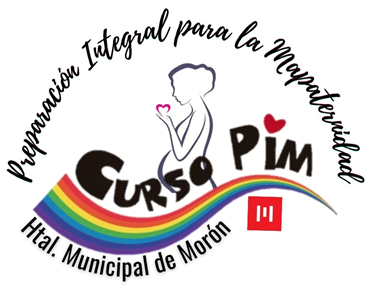 Preparación Integral para la Mapaternidad
CURSO PIM
Htal. Municipal de Morón